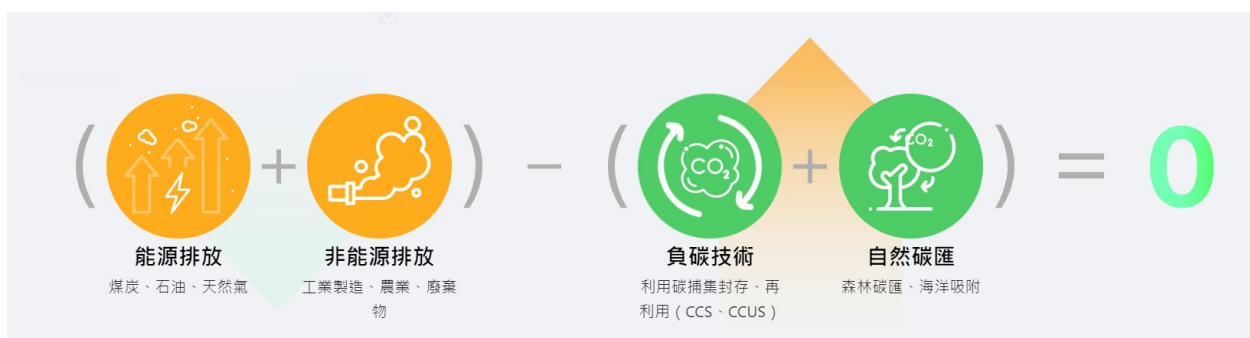 ( + ) − ( + ) = 0
CO2
CO2
能源排放
煤炭、石油、天然氣
非能源排放
工業製造、農業、廢棄
物
負碳技術
利用碳捕集封存、再
利用（CCS、CCUS）
自然碳匯
森林碳匯、海洋吸附